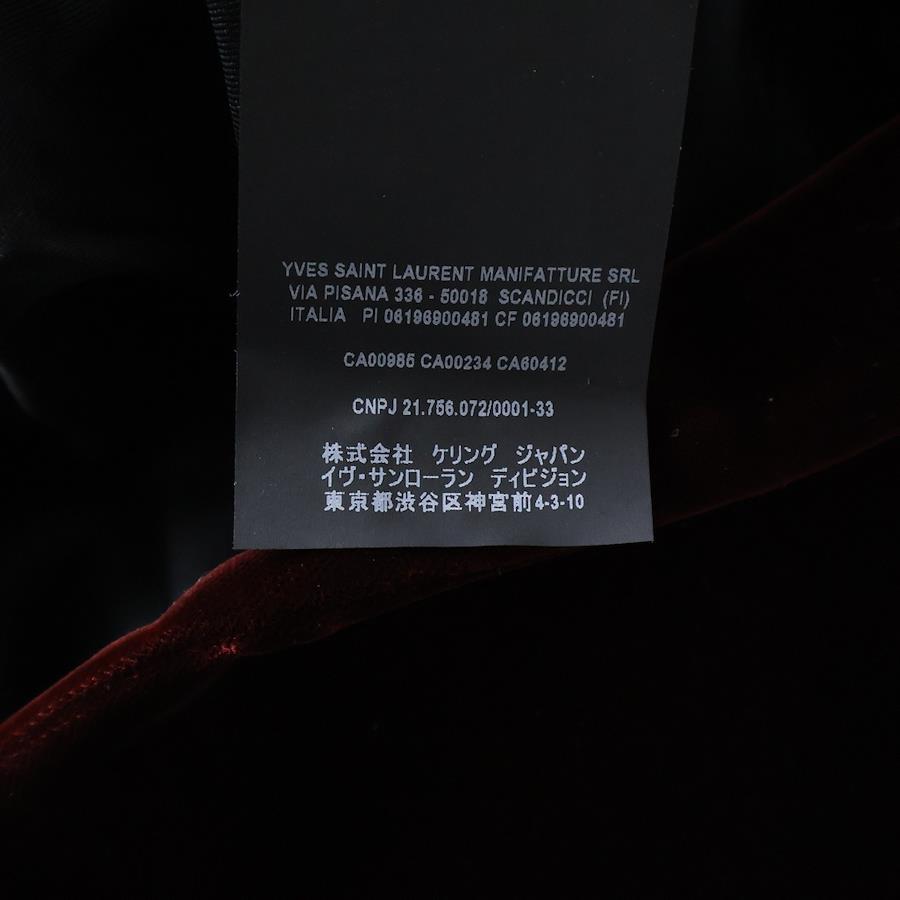 YVES SAINT LAURENT MANIFATTURE SRL
VIA PISANA 336 - 50018 SCANDICCI (FI)
ITALIA PI 06196900481 CF 06196900481
CA00985 CA00234 CA60412
CNPJ 21.756.072/0001-33
株式会社 ケリング ジャパン
イヴ・サンローラン ディビジョン
東京都渋谷区神宮前4-3-10